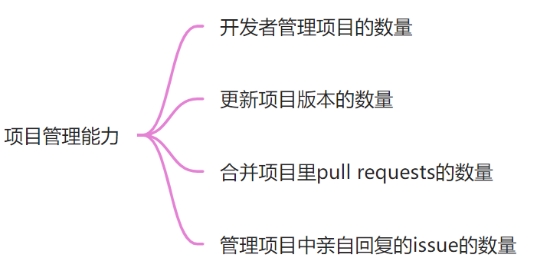 项目管理能力
开发者管理项目的数量
更新项目版本的数量
合并项目里pull requests的数量
管理项目中亲自回复的issue的数量